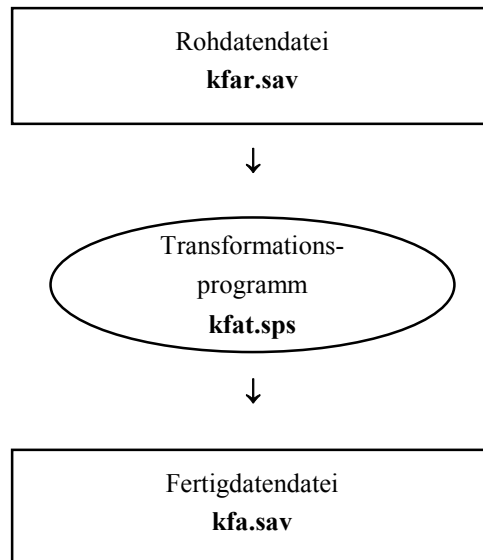 Rohdatendatei
kfar.sav
↓
Transformations-
programm
kfat.sps
↓
Fertigdatendatei
kfa.sav